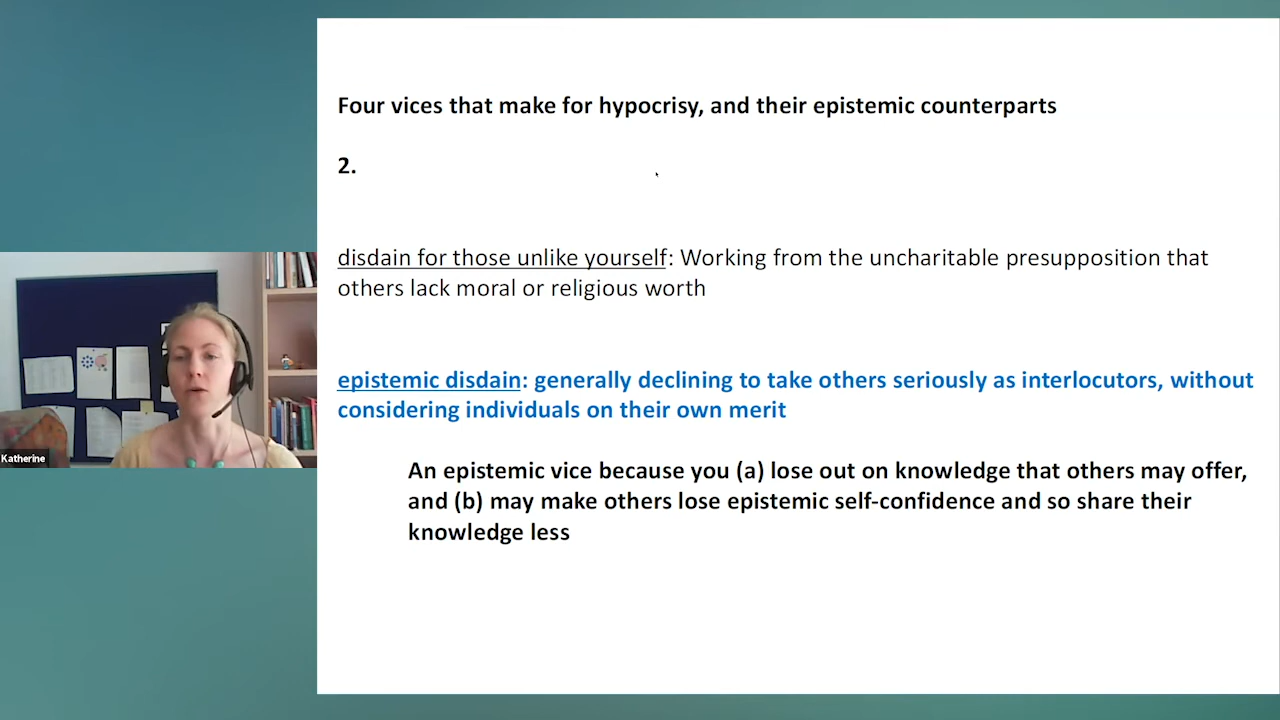 Four vices that make for hypocrisy, and their epistemic counterparts
2.
disdain for those unlike yourself: Working from the uncharitable presupposition that
others lack moral or religious worth
epistemic disdain: generally declining to take others seriously as interlocutors, without
considering individuals on their own merit
An epistemic vice because you (a) lose out on knowledge that others may offer,
and (b) may make others lose epistemic self-confidence and so share their
knowledge less
Katherine